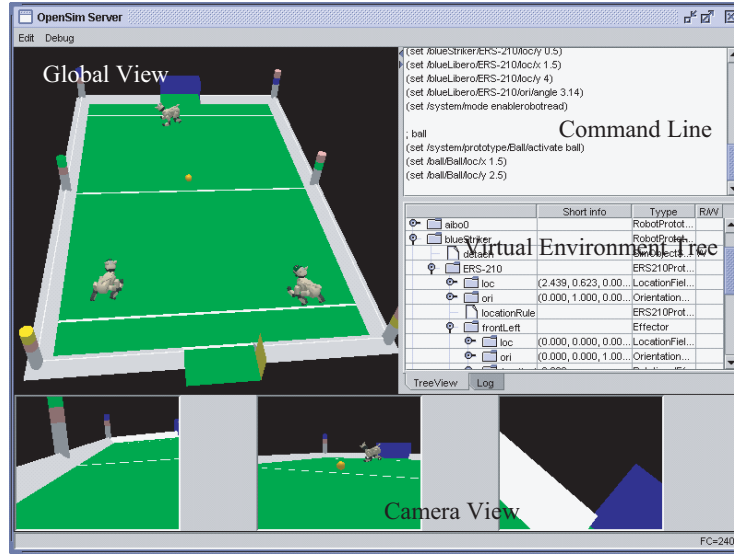 OpenSim Server
Edit Debug
Global View
(set /blueStriker/ERS-210/loc/y 0.5)
(set /blueLibero/ERS-210/loc/x 1.5)
(set /blueLibero/ERS-210/loc/y 4)
(set /blueLibero/ERS-210/ori/angle 3.14)
(set /system/mode enablerobotread)
; ball
(set /system/prototype/Ball/activate ball)
(set /ball/Ball/loc/x 1.5)
(set /ball/Ball/loc/y 2.5)
Command Line
Short info Tyype R/W
aibo0 RobotProtot...
blueStriker RobotProtot...
Virtual Environment Tree
detach SimObjects...
ERS-210 ERS210Prot...
loc (2.439, 0.623, 0.00... LocationFiel...
ori (0.000, 1.000, 0.00... Orientation...
locationRule ERS210Prot...
frontLeft Effector
loc (0.000, 0.000, 0.00... LocationFiel...
ori (0.000, 0.000, 1.00... Orientation...
TreeView Log
Camera View
FC=240